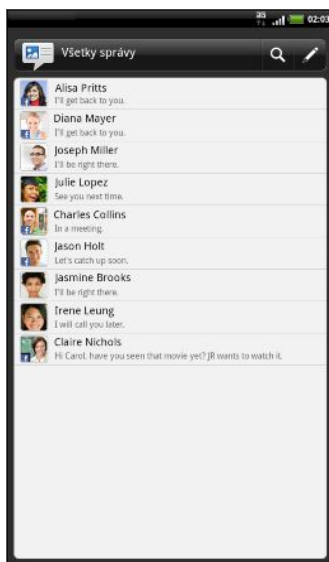 3G 02:03
Všetky správy
Alisa Pritts
I'll get back to you.
Diana Mayer
I'll get back to you.
Joseph Miller
I'll be right there.
Julie Lopez
See you next time.
Charles Collins
In a meeting.
Jason Holt
Let's catch up soon.
Jasmine Brooks
I'll be right there.
Irene Leung
I will call you later.
Claire Nichols
Hi Carol, have you seen that movie yet? JR wants to watch it.